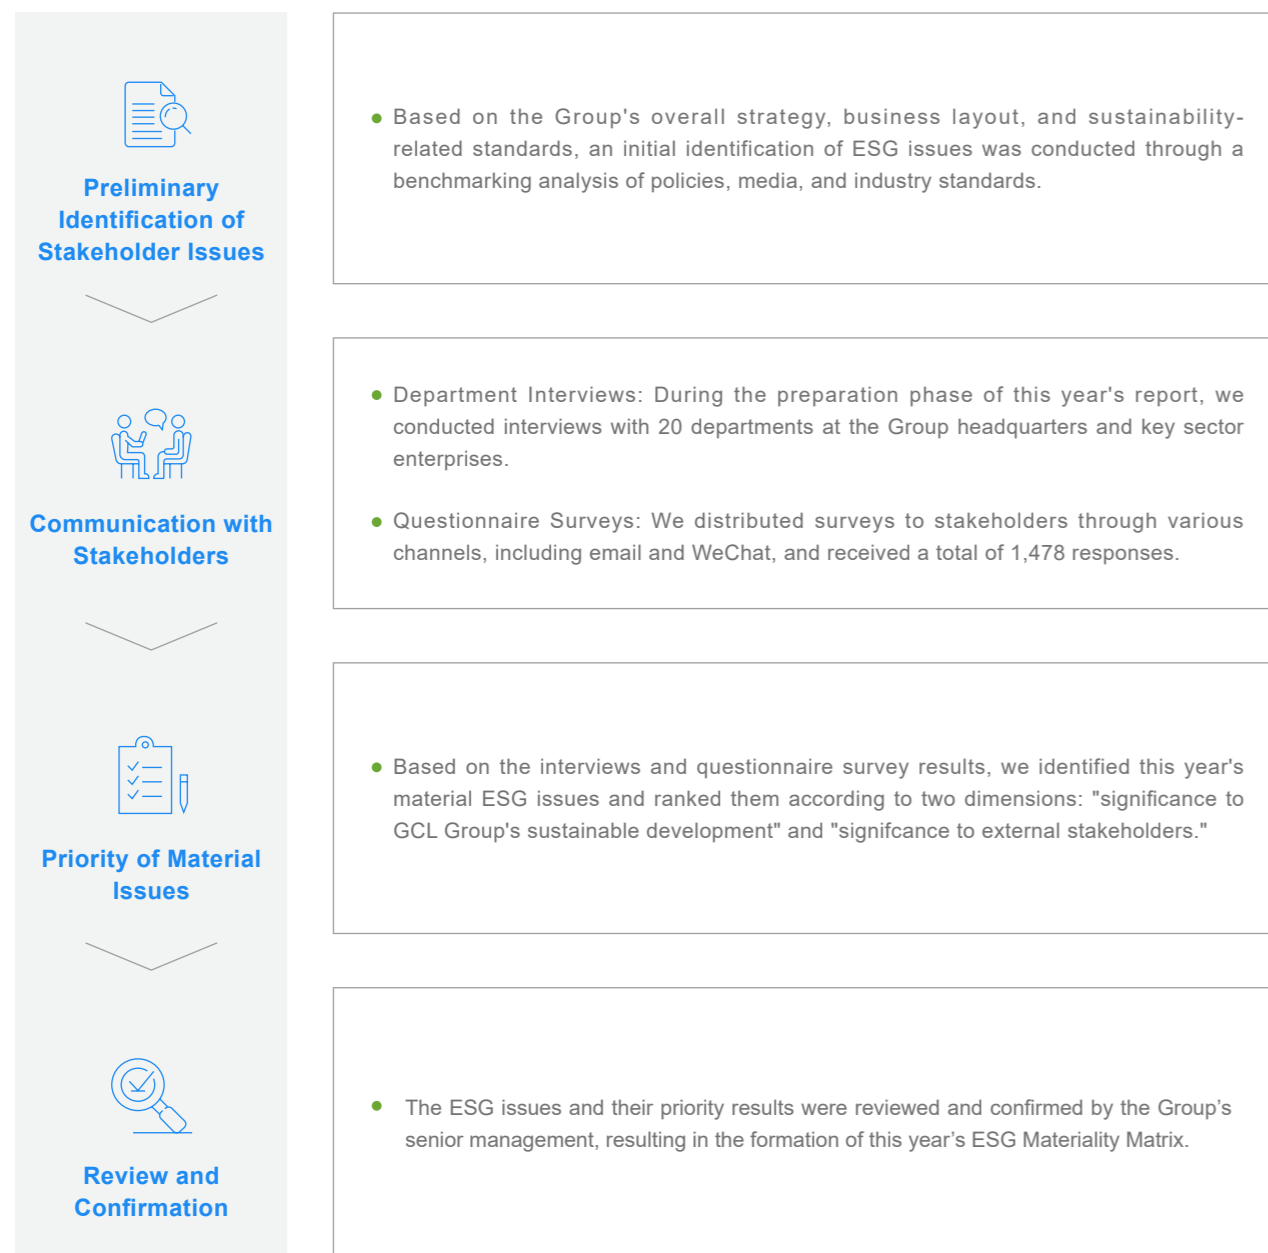 Preliminary
Identification of
Stakeholder Issues
Based on the Group's overall strategy, business layout, and sustainability-
related standards, an initial identification of ESG issues was conducted through a
benchmarking analysis of policies, media, and industry standards.
Communication with
Stakeholders
Department Interviews: During the preparation phase of this year's report, we
conducted interviews with 20 departments at the Group headquarters and key sector
enterprises.
Questionnaire Surveys: We distributed surveys to stakeholders through various
channels, including email and WeChat, and received a total of 1,478 responses.
Priority of Material
Issues
Based on the interviews and questionnaire survey results, we identified this year's
material ESG issues and ranked them according to two dimensions: "significance to
GCL Group's sustainable development" and "signifcance to external stakeholders."
Review and
Confirmation
The ESG issues and their priority results were reviewed and confirmed by the Group’s
senior management, resulting in the formation of this year’s ESG Materiality Matrix.